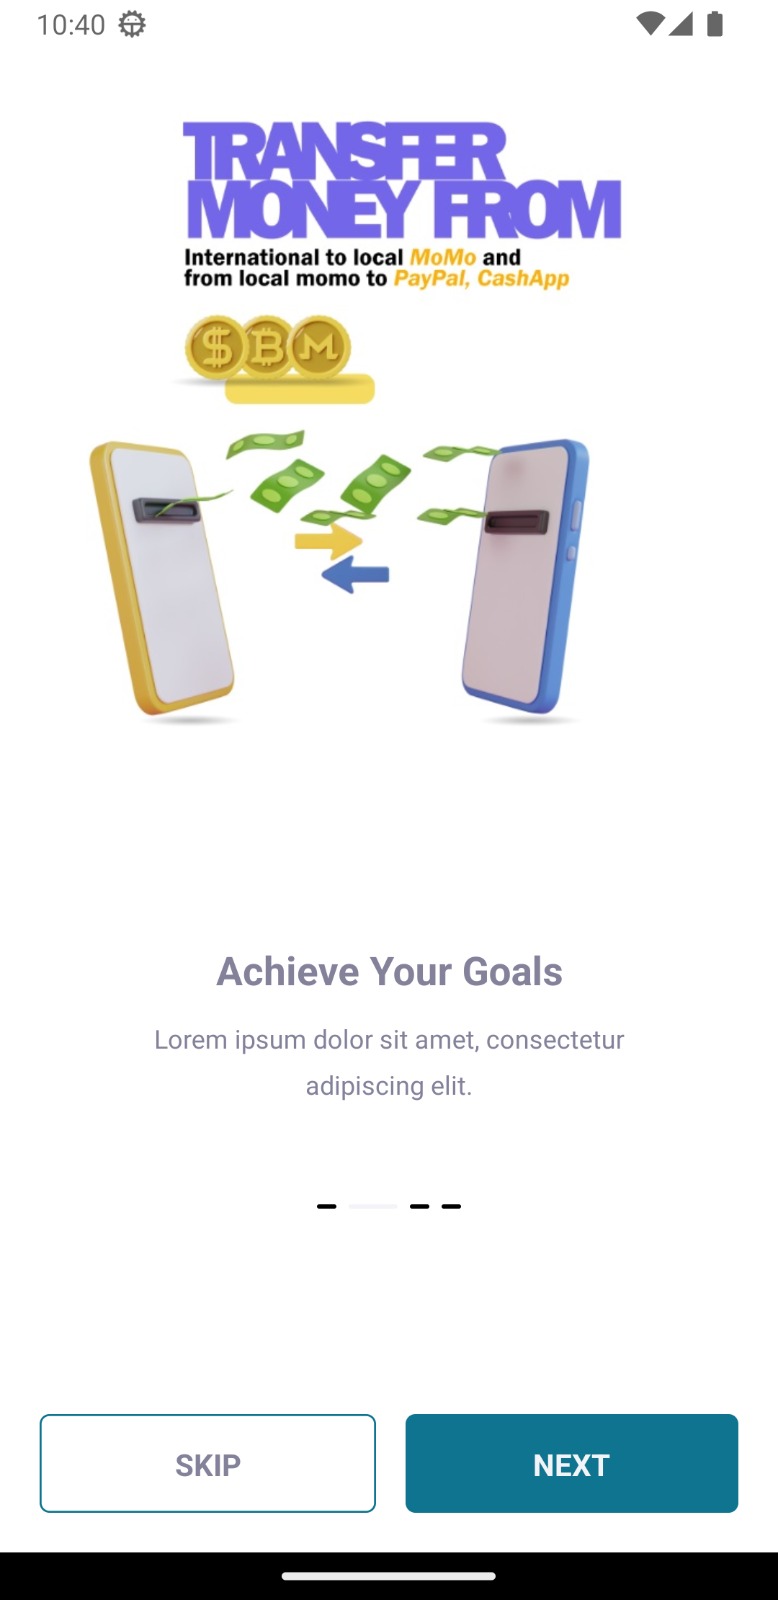 10:40
TRANSFER
MONEY FROM
International to local MoMo and
from local momo to PayPal, CashApp
Achieve Your Goals
Lorem ipsum dolor sit amet, consectetur
adipiscing elit.
SKIP
NEXT